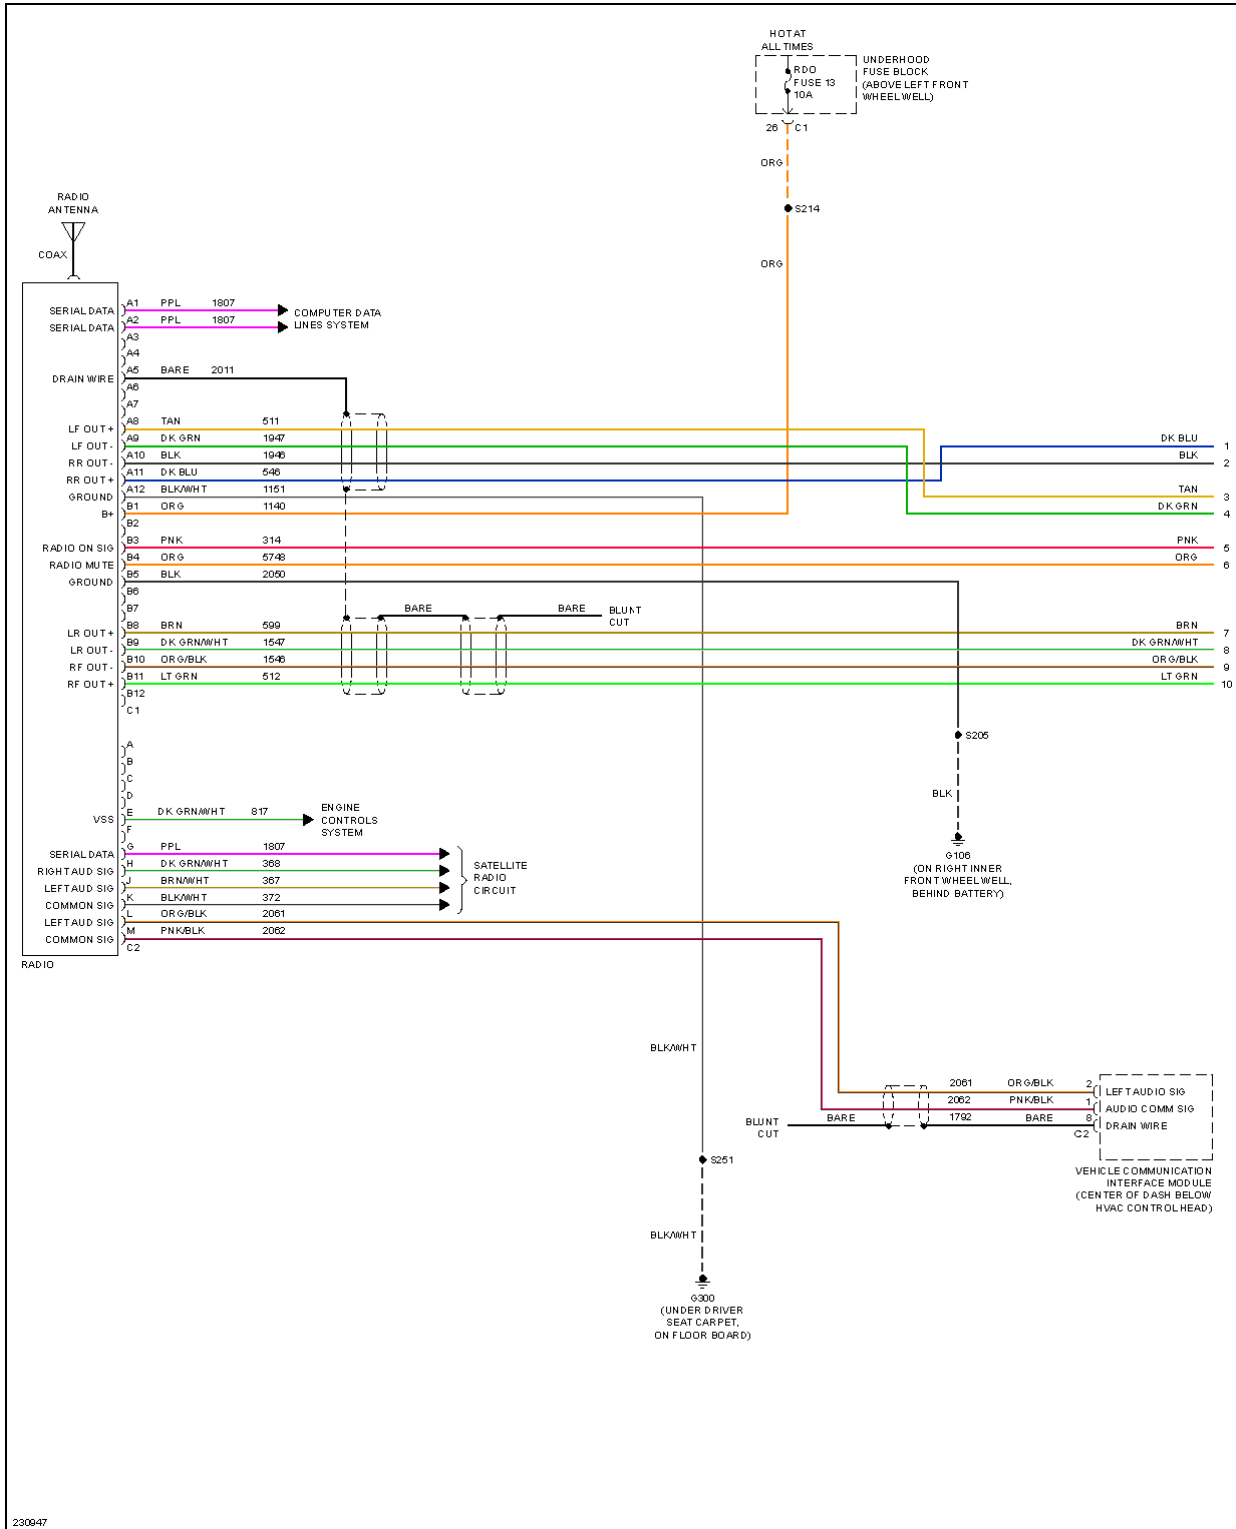 HOT AT
ALL TIMES
RDO
FUSE 13
10A
UNDERHOOD
FUSE BLOCK
(ABOVE LEFT FRONT
WHEEL WELL)
26 C1
ORG
S214
ORG
RADIO
ANTENNA
COAX
SERIAL DATA A1 PPL 1807
SERIAL DATA A2 PPL 1807
COMPUTER DATA
LINES SYSTEM
A3
A4
DRAIN WIRE A5 BARE 2011
A6
A7
LF OUT+ A8 TAN 511
LF OUT- A9 DK GRN 1947
RR OUT- A10 BLK 1946
RR OUT+ A11 DK BLU 546
GROUND A12 BLK/WHT 1151
B+ B1 ORG 1140
B2
RADIO ON SIG B3 PNK 314
RADIO MUTE B4 ORG 5748
GROUND B5 BLK 2050
B6
B7
LR OUT+ B8 BRN 599
LR OUT- B9 DK GRN/WHT 1547
RF OUT- B10 ORG/BLK 1546
RF OUT+ B11 LT GRN 512
B12
C1
BARE
BARE
BLUNT
CUT
DK BLU 1
BLK 2
TAN 3
DK GRN 4
PNK 5
ORG 6
BRN 7
DK GRN/WHT 8
ORG/BLK 9
LT GRN 10
S205
BLK
G106
(ON RIGHT INNER
FRONT WHEEL WELL,
BEHIND BATTERY)
A
B
C
D
VSS E DK GRN/WHT 817
ENGINE
CONTROLS
SYSTEM
F
SERIAL DATA G PPL 1807
RIGHT AUD SIG H DK GRN/WHT 368
LEFT AUD SIG J BRN/WHT 367
COMMON SIG K BLK/WHT 372
SATELLITE
RADIO
CIRCUIT
LEFT AUD SIG L ORG/BLK 2061
COMMON SIG M PNK/BLK 2062
C2
RADIO
BLK/WHT
S251
BLK/WHT
G300
(UNDER DRIVER
SEAT CARPET,
ON FLOOR BOARD)
2061 ORG/BLK 2 LEFT AUDIO SIG
2062 PNK/BLK 1 AUDIO COMM SIG
BLUNT
CUT
BARE 1792 BARE 8 DRAIN WIRE
C2
VEHICLE COMMUNICATION
INTERFACE MODULE
(CENTER OF DASH BELOW
HVAC CONTROL HEAD)
230947